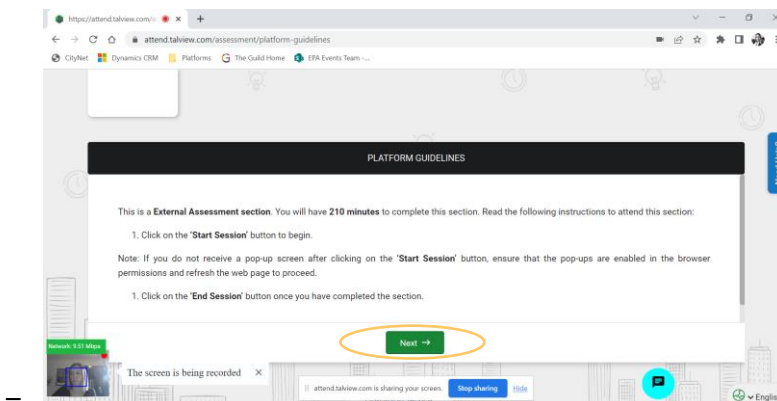 https://attend.talview.com/
attend.talview.com/assessment/platform-guidelines
CityNet Dynamics CRM Platforms The Guild Home EPA Events Team -...
PLATFORM GUIDELINES
This is a External Assessment section. You will have 210 minutes to complete this section. Read the following instructions to attend this section:
1. Click on the 'Start Session' button to begin.
Note: If you do not receive a pop-up screen after clicking on the 'Start Session' button, ensure that the pop-ups are enabled in the browser
permissions and refresh the web page to proceed.
1. Click on the 'End Session' button once you have completed the section.
Next →
Network: 9.51 Mbps
The screen is being recorded ×
attend.talview.com is sharing your screen. Stop sharing Hide
Englis